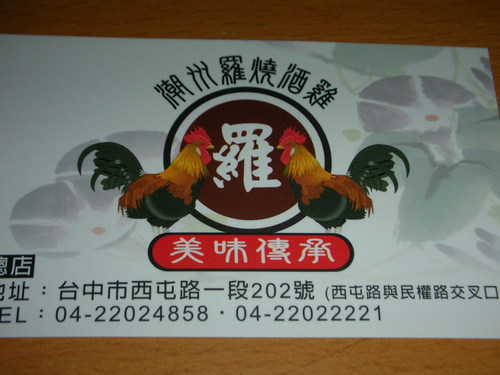 潮州羅燒酒雞
羅
美味傳承
總店
地址：台中市西屯路一段202號 (西屯路與民權路交叉口
TEL：04-22024858．04-22022221